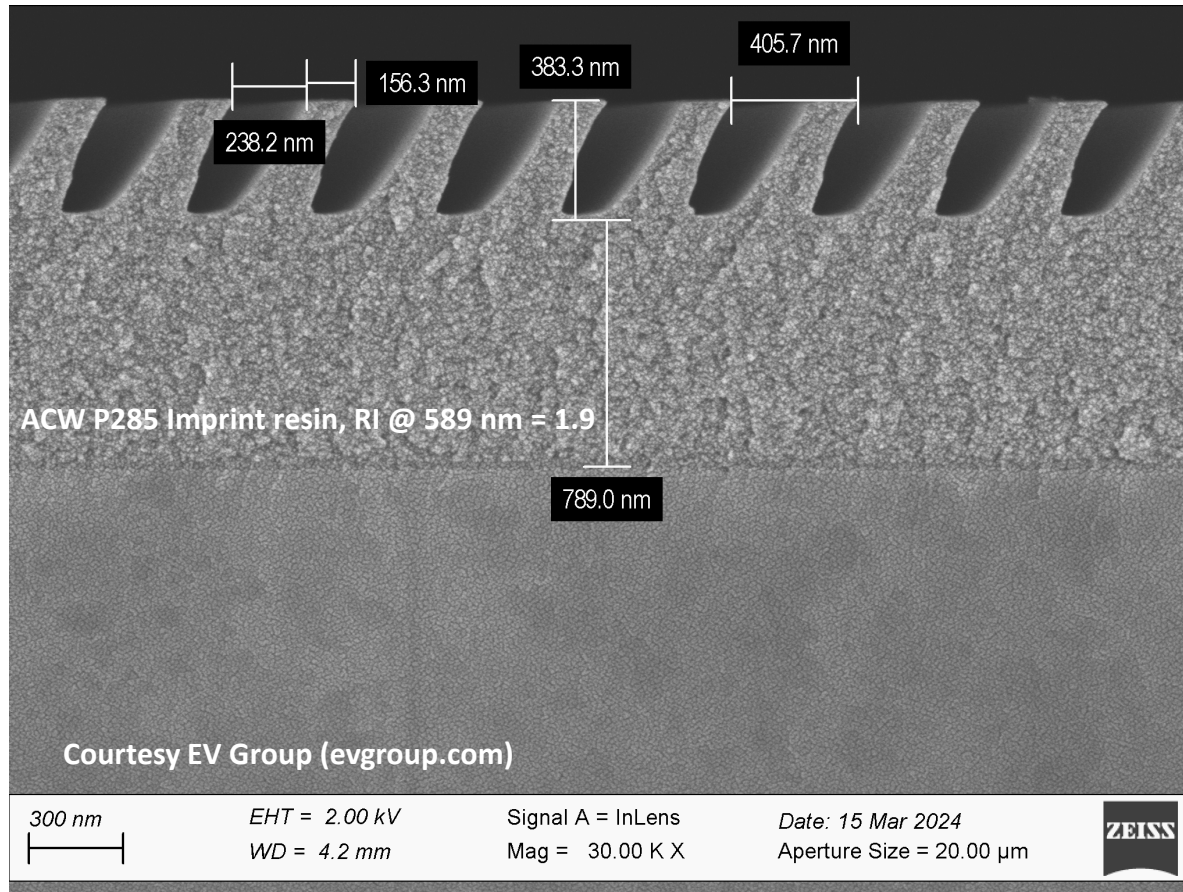 405.7 nm
383.3 nm
156.3 nm
238.2 nm
ACW P285 Imprint resin, RI @ 589 nm = 1.9
789.0 nm
Courtesy EV Group (evgroup.com)
300 nm
EHT = 2.00 kV
Signal A = InLens
Date: 15 Mar 2024
ZEISS
WD = 4.2 mm
Mag = 30.00 K X
Aperture Size = 20.00 µm